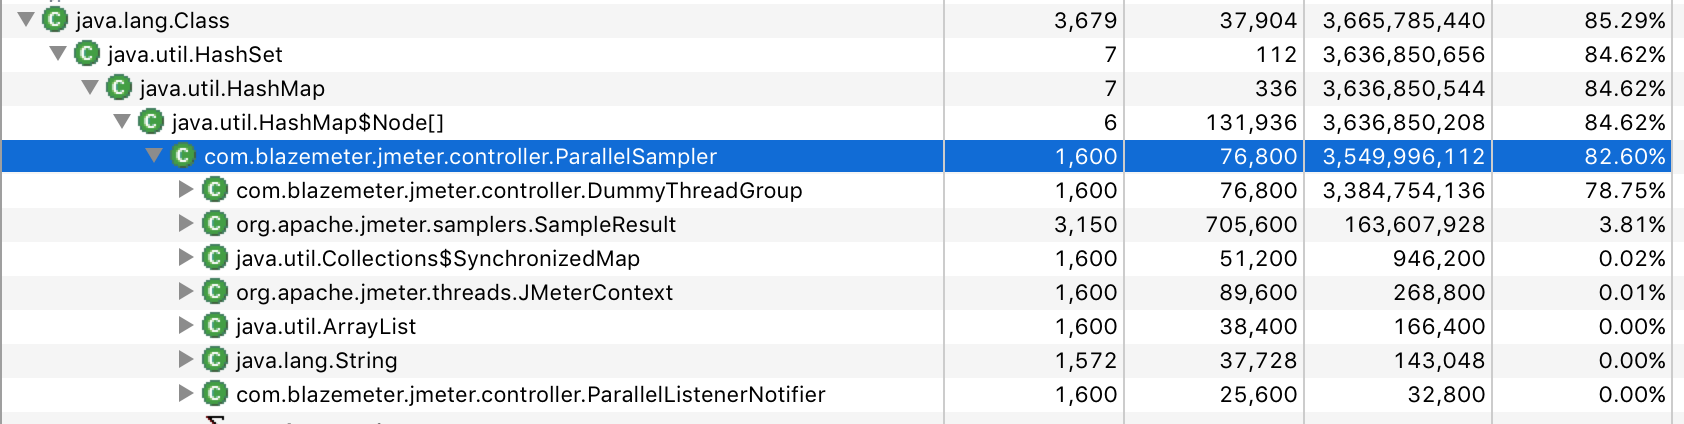 java.lang.Class 3,679 37,904 3,665,785,440 85.29%
java.util.HashSet 7 112 3,636,850,656 84.62%
java.util.HashMap 7 336 3,636,850,544 84.62%
java.util.HashMap$Node[] 6 131,936 3,636,850,208 84.62%
com.blazemeter.jmeter.controller.ParallelSampler 1,600 76,800 3,549,996,112 82.60%
com.blazemeter.jmeter.controller.DummyThreadGroup 1,600 76,800 3,384,754,136 78.75%
org.apache.jmeter.samplers.SampleResult 3,150 705,600 163,607,928 3.81%
java.util.Collections$SynchronizedMap 1,600 51,200 946,200 0.02%
org.apache.jmeter.threads.JMeterContext 1,600 89,600 268,800 0.01%
java.util.ArrayList 1,600 38,400 166,400 0.00%
java.lang.String 1,572 37,728 143,048 0.00%
com.blazemeter.jmeter.controller.ParallelListenerNotifier 1,600 25,600 32,800 0.00%